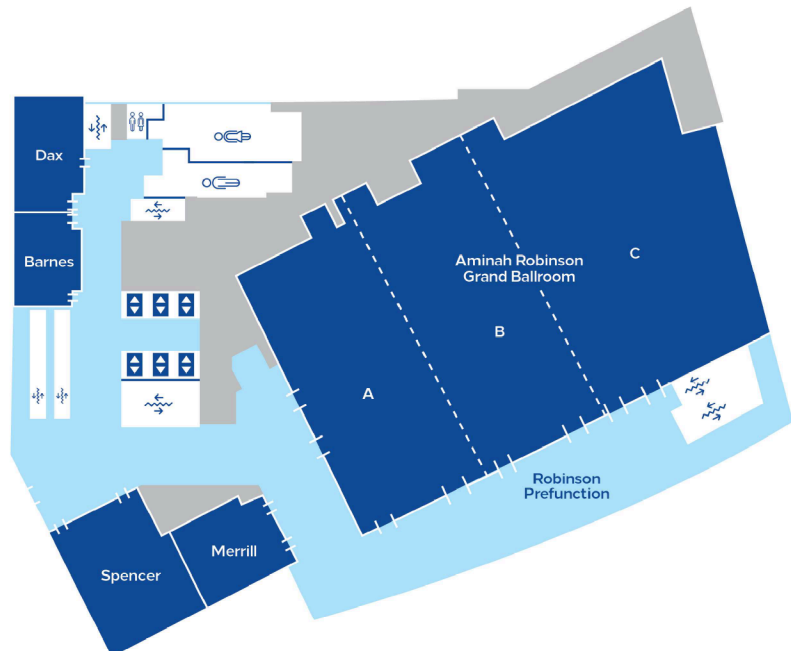 Dax
Barnes
Aminah Robinson
Grand Ballroom
C
B
A
Robinson
Prefunction
Merrill
Spencer